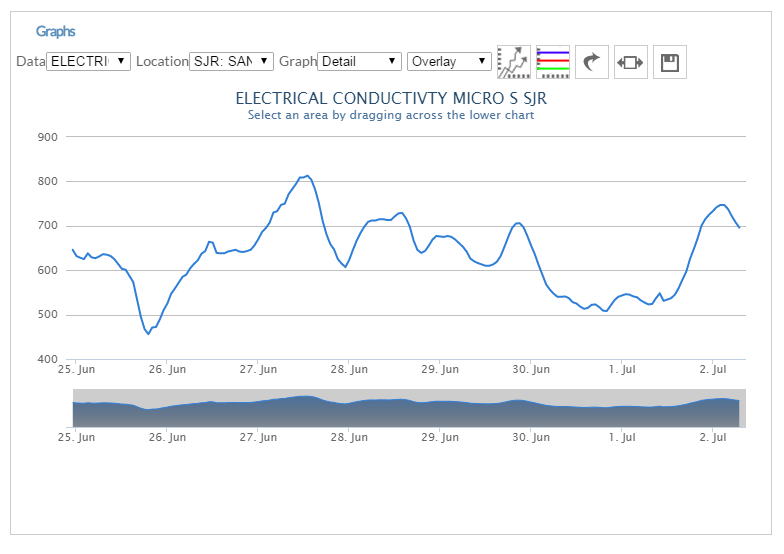 Graphs
Data ELECTRI Location SJR: SAN Graph Detail Overlay
ELECTRICAL CONDUCTIVTY MICRO S SJR
Select an area by dragging across the lower chart
900
800
700
600
500
400
25. Jun 26. Jun 27. Jun 28. Jun 29. Jun 30. Jun 1. Jul 2. Jul
25. Jun 26. Jun 27. Jun 28. Jun 29. Jun 30. Jun 1. Jul 2. Jul